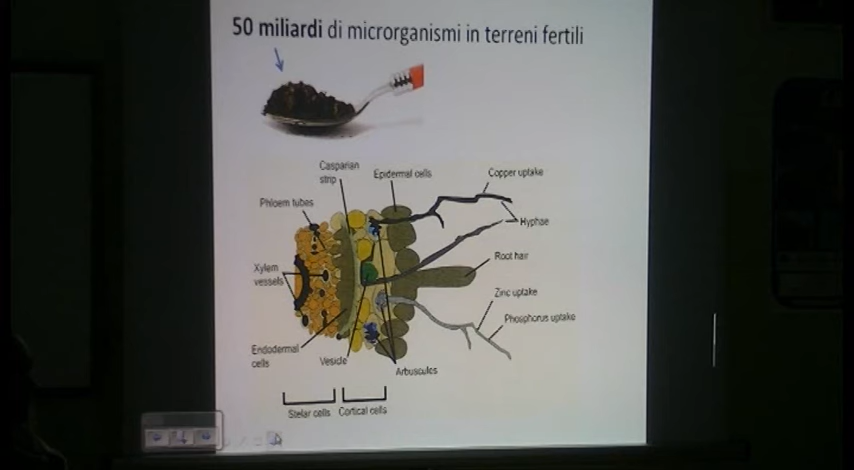 50 miliardi di microrganismi in terreni fertili
Casparian
strip
Epidermal cells
Copper uptake
Phloem tubes
Hyphae
Root hair
Xylem
vessels
Zinc uptake
Phosphorus uptake
Endodermal
cells
Vesicle
Arbuscules
Stelar cells
Cortical cells